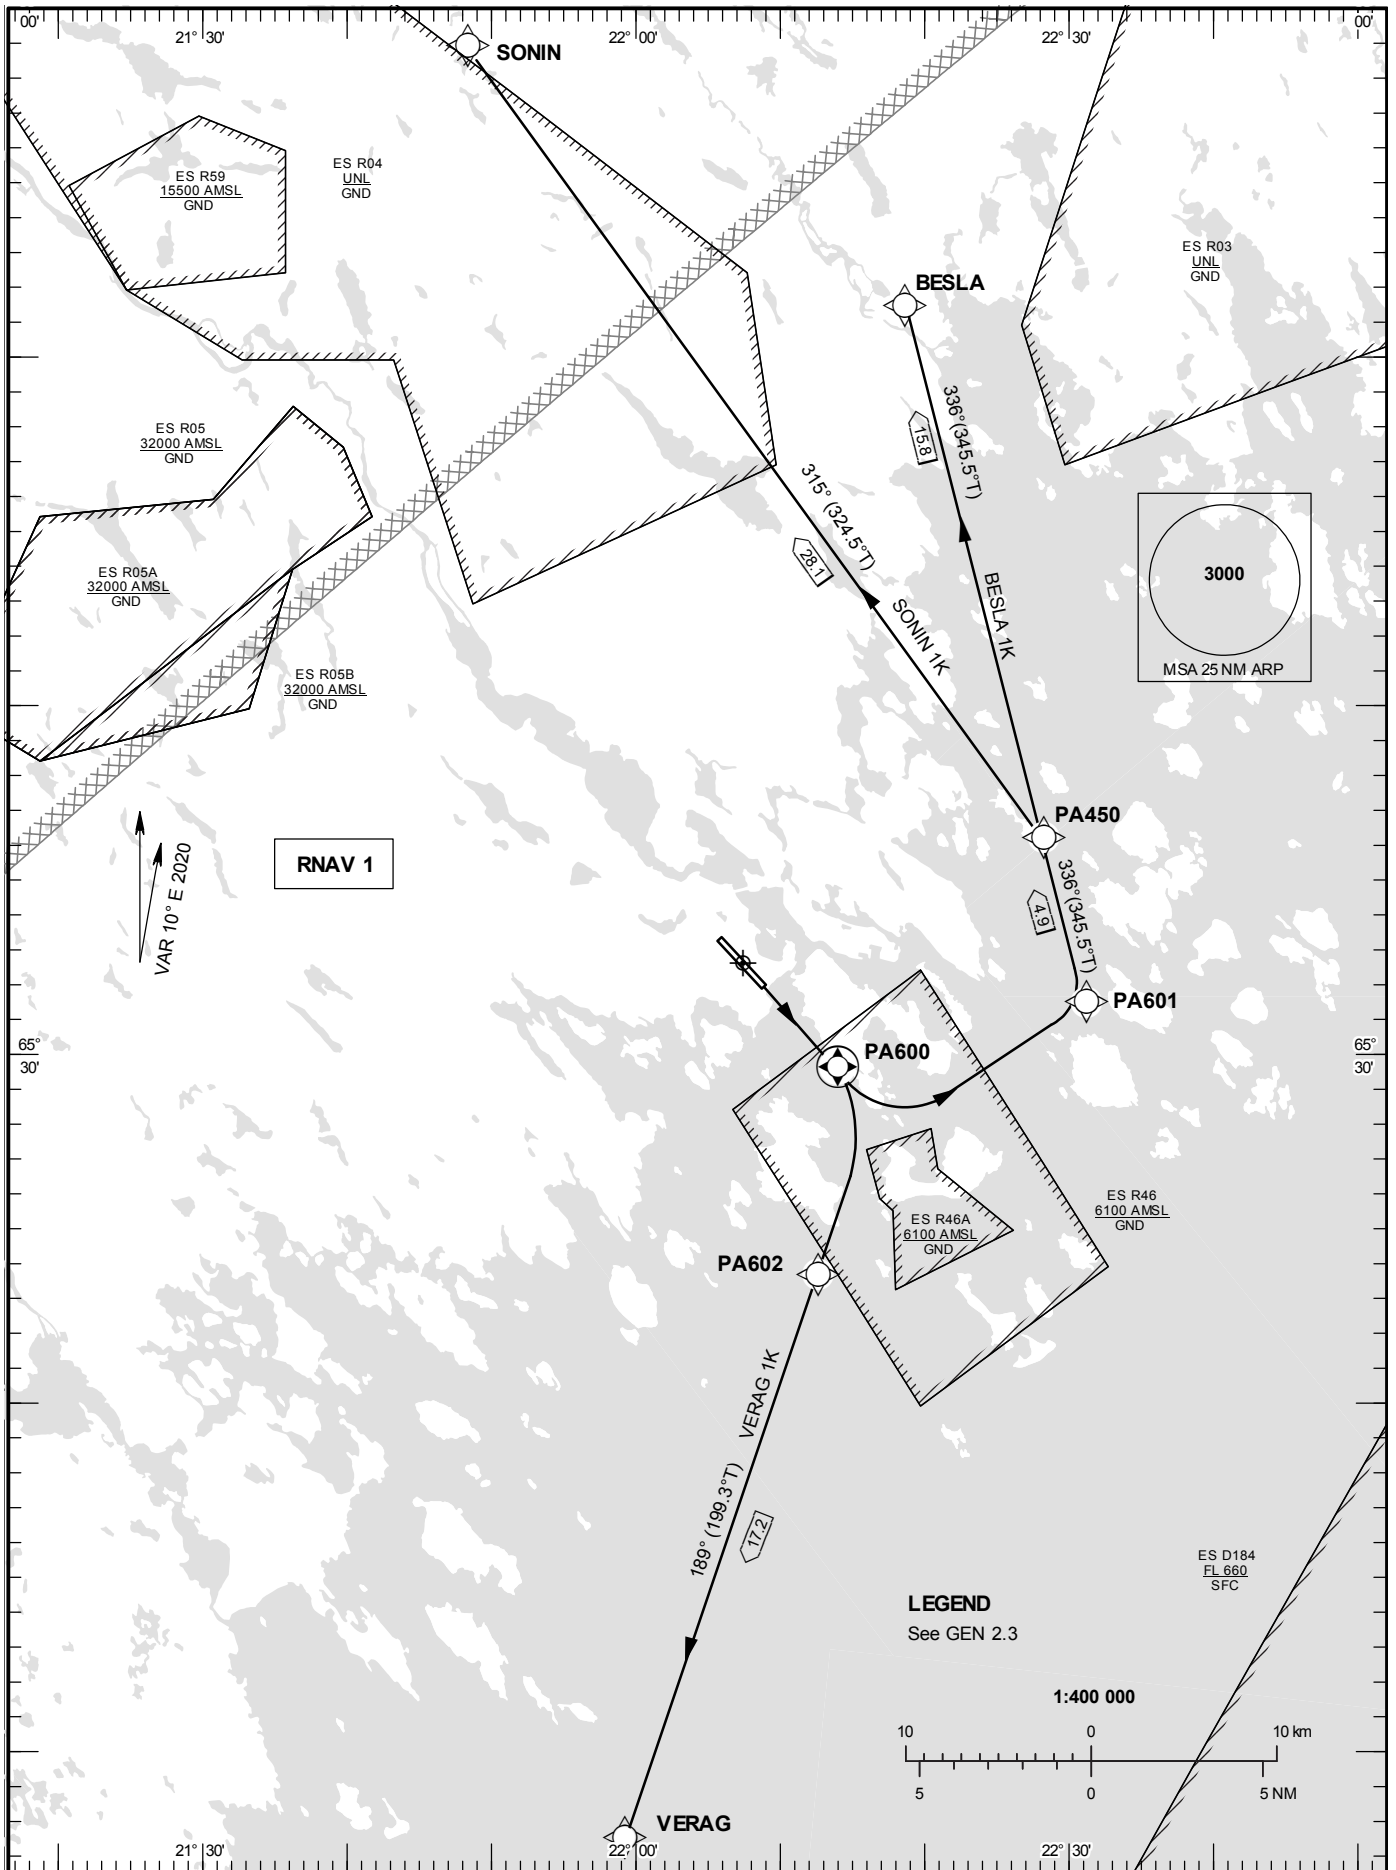 00'
21° 30'
22° 00'
22° 30'
00'
SONIN
ES R59
15500 AMSL
GND
ES R04
UNL
GND
ES R03
UNL
GND
BESLA
336°(345.5°T)
15.8
ES R05
32000 AMSL
GND
315° (324.5°T)
28.1
ES R05A
32000 AMSL
GND
3000
MSA 25 NM ARP
SONIN 1K
BESLA 1K
ES R05B
32000 AMSL
GND
PA450
VAR 10° E 2020
RNAV 1
336°(345.5°T)
4.9
PA601
65°
30'
PA600
65°
30'
ES R46
6100 AMSL
GND
ES R46A
6100 AMSL
GND
PA602
VERAG 1K
189° (199.3°T)
17.2
ES D184
FL 660
SFC
LEGEND
See GEN 2.3
1:400 000
10 0 10 km
5 0 5 NM
VERAG
21° 30'
22° 00'
22° 30'